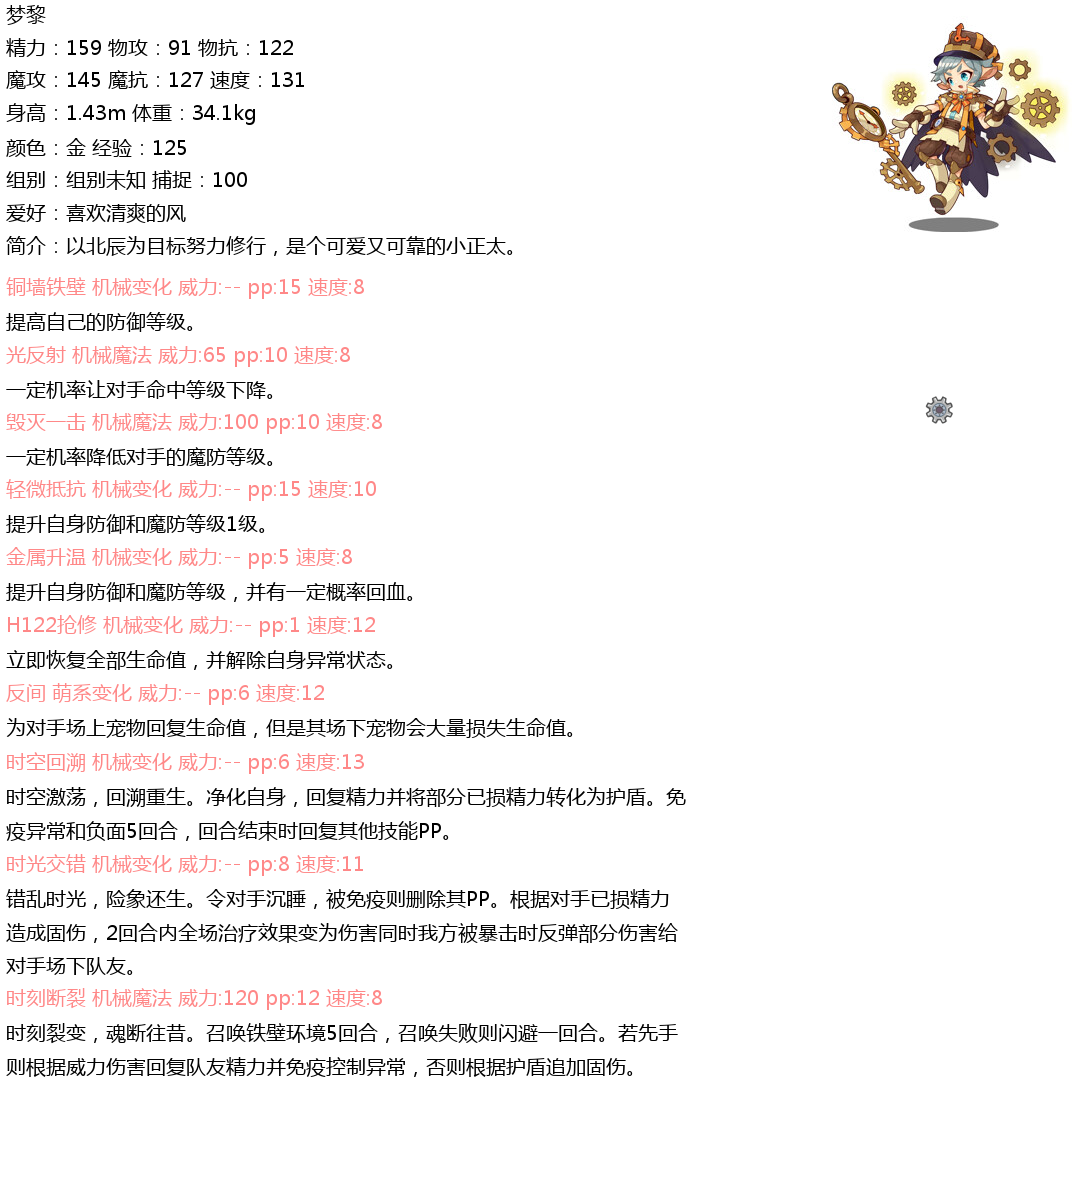 梦黎
精力：159 物攻：91 物抗：122
魔攻：145 魔抗：127 速度：131
身高：1.43m 体重：34.1kg
颜色：金 经验：125
组别：组别未知 捕捉：100
爱好：喜欢清爽的风
简介：以北辰为目标努力修行，是个可爱又可靠的小正太。
铜墙铁壁 机械变化 威力:-- pp:15 速度:8
提高自己的防御等级。
光反射 机械魔法 威力:65 pp:10 速度:8
一定机率让对手命中等级下降。
毁灭一击 机械魔法 威力:100 pp:10 速度:8
一定机率降低对手的魔防等级。
轻微抵抗 机械变化 威力:-- pp:15 速度:10
提升自身防御和魔防等级1级。
金属升温 机械变化 威力:-- pp:5 速度:8
提升自身防御和魔防等级，并有一定概率回血。
H122抢修 机械变化 威力:-- pp:1 速度:12
立即恢复全部生命值，并解除自身异常状态。
反间 萌系变化 威力:-- pp:6 速度:12
为对手场上宠物回复生命值，但是其场下宠物会大量损失生命值。
时空回溯 机械变化 威力:-- pp:6 速度:13
时空激荡，回溯重生。净化自身，回复精力并将部分已损精力转化为护盾。免
疫异常和负面5回合，回合结束时回复其他技能PP。
时光交错 机械变化 威力:-- pp:8 速度:11
错乱时光，险象还生。令对手沉睡，被免疫则删除其PP。根据对手已损精力
造成固伤，2回合内全场治疗效果变为伤害同时我方被暴击时反弹部分伤害给
对手场下队友。
时刻断裂 机械魔法 威力:120 pp:12 速度:8
时刻裂变，魂断往昔。召唤铁壁环境5回合，召唤失败则闪避一回合。若先手
则根据威力伤害回复队友精力并免疫控制异常，否则根据护盾追加固伤。